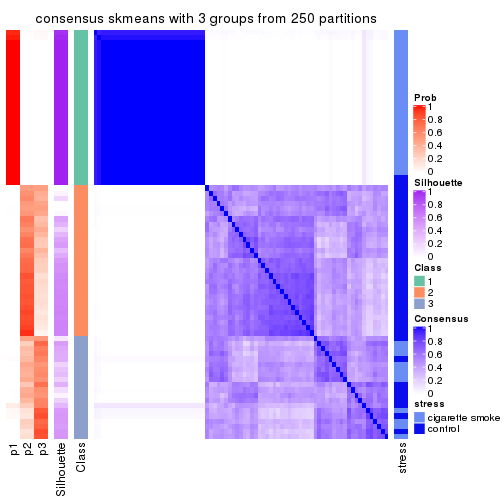 consensus skmeans with 3 groups from 250 partitions
Prob
1
0.8
0.6
0.4
0.2
0
Silhouette
1
0.8
0.6
0.4
0.2
0
Class
1
2
3
Consensus
1
0.8
0.6
0.4
0.2
0
stress
cigarette smoke
control
p1
p2
p3
Silhouette
Class
stress